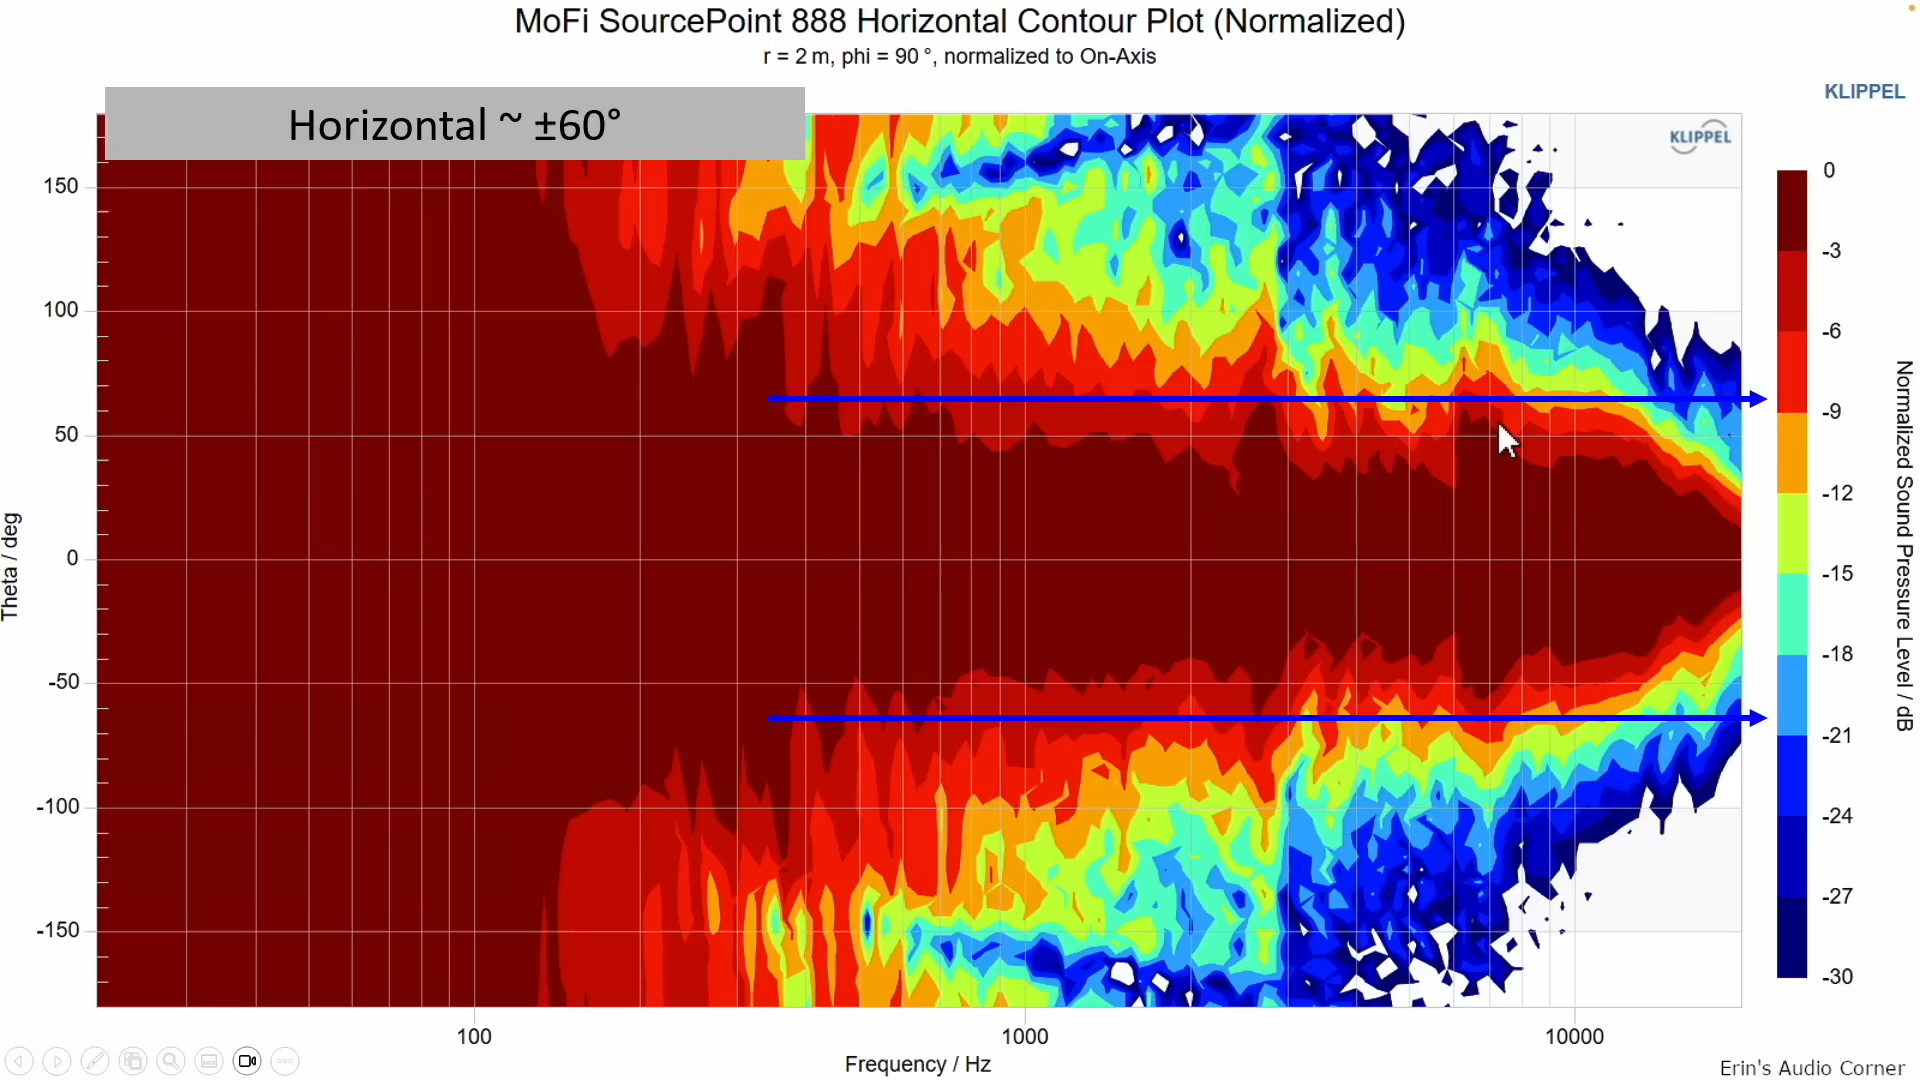 MoFi SourcePoint 888 Horizontal Contour Plot (Normalized)
r = 2 m, phi = 90 °, normalized to On-Axis
KLIPPEL
Horizontal ~ ±60°
KLIPPEL
150
100
50
0
-50
-100
-150
Theta / deg
100
1000
10000
Frequency / Hz
0
-3
-6
-9
-12
-15
-18
-21
-24
-27
-30
Normalized Sound Pressure Level / dB
Erin's Audio Corner